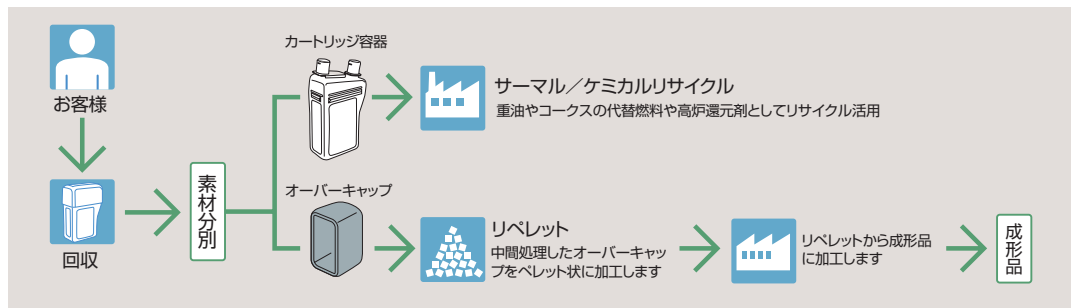 お客様
回収
素材分別
カートリッジ容器
サーマル／ケミカルリサイクル
重油やコークスの代替燃料や高炉還元剤としてリサイクル活用
オーバーキャップ
リペレット
中間処理したオーバーキャッ
プをペレット状に加工します
リペレットから成形品
に加工します
成形品